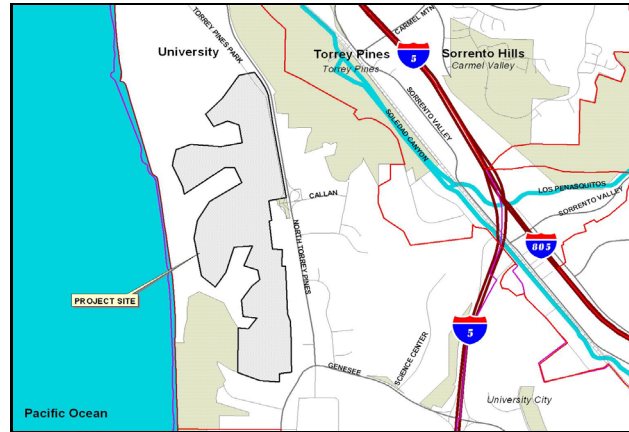 TORREY PINES PARK
CARMEL MTN
University
Torrey Pines
Torrey Pines
5
Sorrento Hills
Carmel Valley
SORRENTO VALLEY
SOLEDAD CANYON
LOS PENASQUITOS
CALLAN
SORRENTO VALLEY
NORTH TORREY PINES
805
PROJECT SITE
5
GENESEE
SCIENCE CENTER
University City
Pacific Ocean